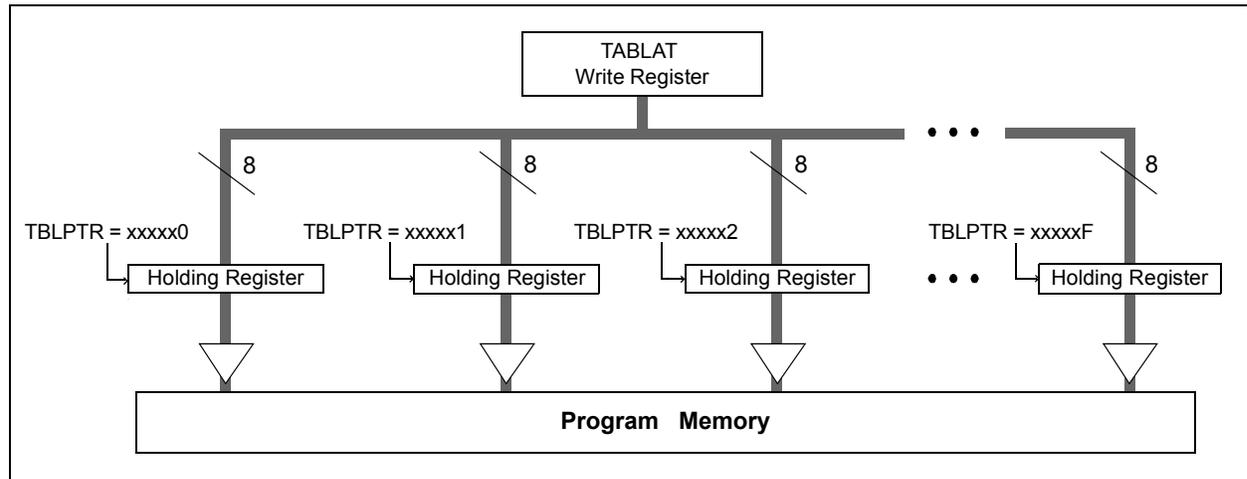 TABLAT
Write Register
8
8
8
8
TBLPTR = xxxxx0
TBLPTR = xxxxx1
TBLPTR = xxxxx2
TBLPTR = xxxxxF
Holding Register
Holding Register
Holding Register
Holding Register
Program Memory